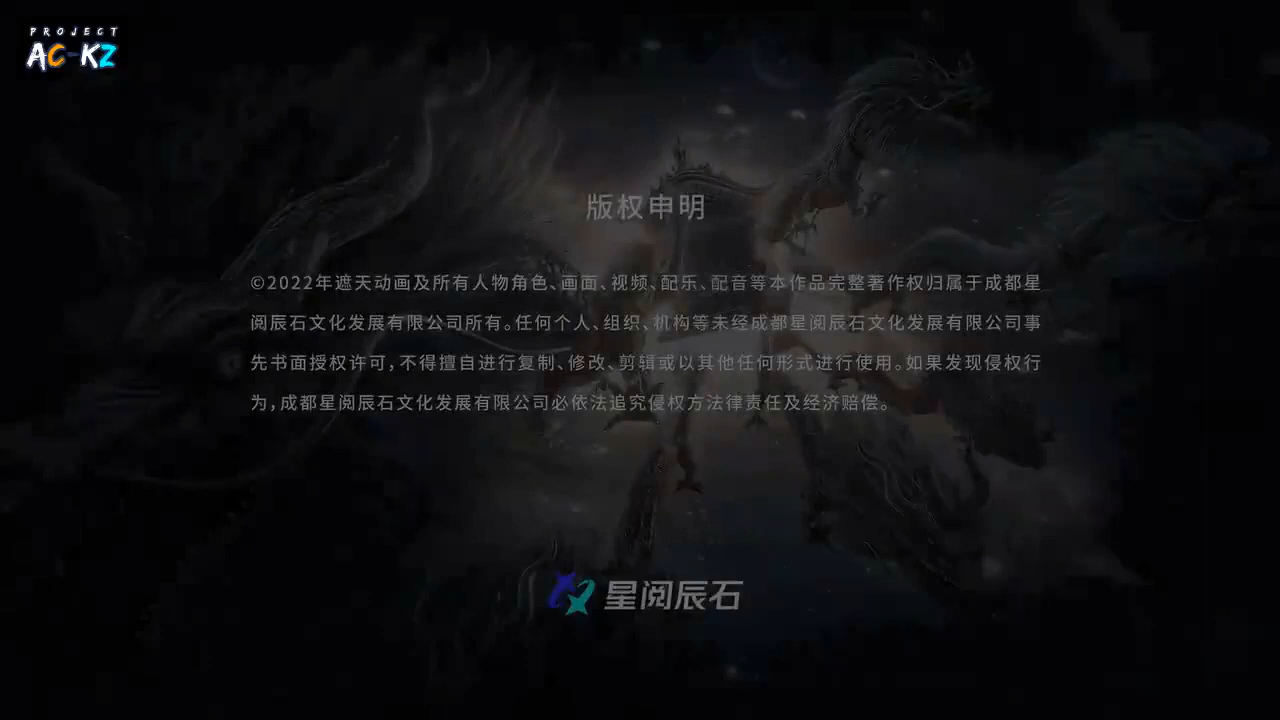 PROJECT
AC-KZ
版权申明
©2022年遮天动画及所有人物角色、画面、视频、配乐、配音等本作品完整著作权归属于成都星
阅辰石文化发展有限公司所有。任何个人、组织、机构等未经成都星阅辰石文化发展有限公司事
先书面授权许可，不得擅自进行复制、修改、剪辑或以其他任何形式进行使用。如果发现侵权行
为，成都星阅辰石文化发展有限公司必依法追究侵权方法律责任及经济赔偿。
星阅辰石